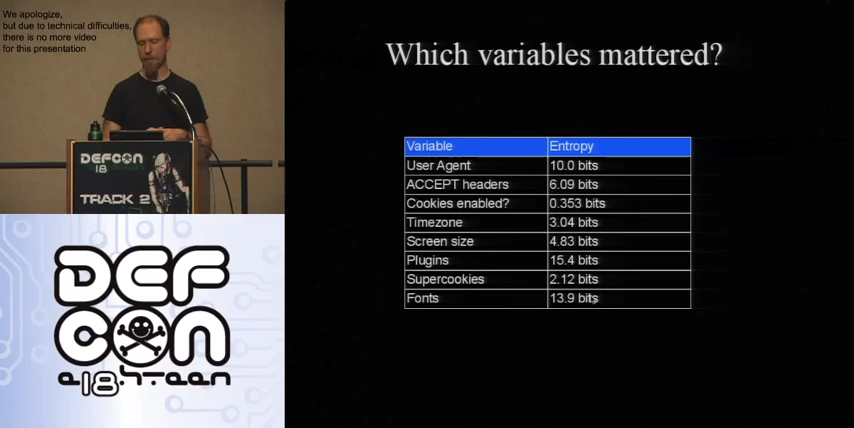 We apologize,
but due to technical difficulties,
there is no more video
for this presentation
DEFCON
18
TRACK 2
DEF
CON
e18hteen
Which variables mattered?
Variable Entropy
User Agent 10.0 bits
ACCEPT headers 6.09 bits
Cookies enabled? 0.353 bits
Timezone 3.04 bits
Screen size 4.83 bits
Plugins 15.4 bits
Supercookies 2.12 bits
Fonts 13.9 bits